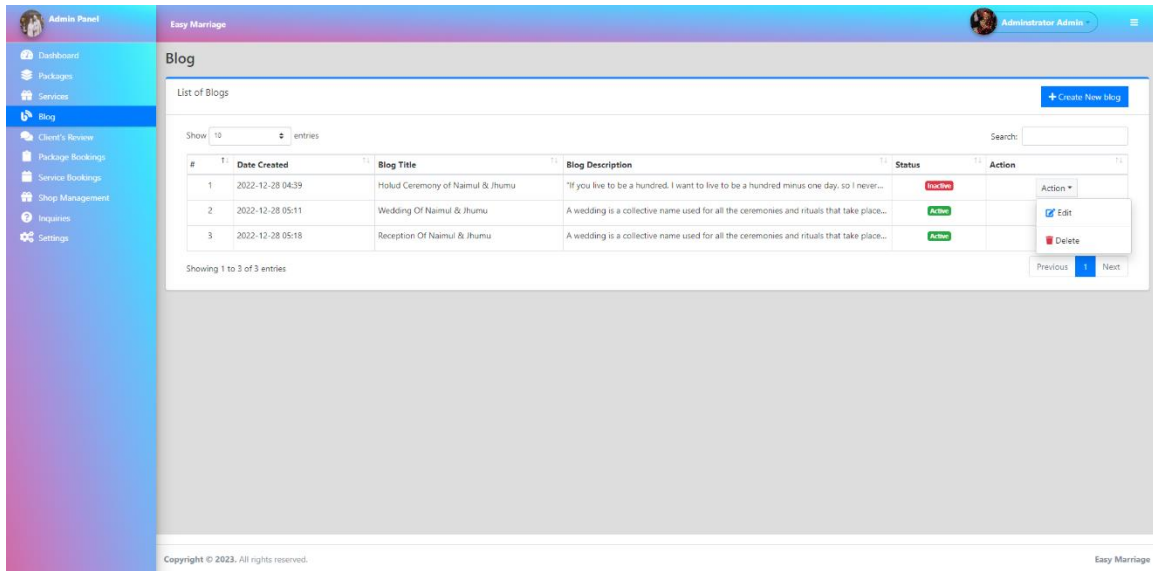 Admin Panel
Easy Marriage
Adminstrator Admin
Dashboard
Packages
Services
Blog
Client's Review
Package Bookings
Service Bookings
Shop Management
Inquiries
Settings
Blog
List of Blogs
+ Create New blog
Show 10 entries
Search:
# Date Created Blog Title Blog Description Status Action
1 2022-12-28 04:39 Holud Ceremony of Naimul & Jhumu "If you live to be a hundred. I want to live to be a hundred minus one day, so I never... Inactive Action
2 2022-12-28 05:11 Wedding Of Naimul & Jhumu A wedding is a collective name used for all the ceremonies and rituals that take place... Active
3 2022-12-28 05:18 Reception Of Naimul & Jhumu A wedding is a collective name used for all the ceremonies and rituals that take place... Active
Edit
Delete
Showing 1 to 3 of 3 entries
Previous 1 Next
Copyright © 2023. All rights reserved.
Easy Marriage